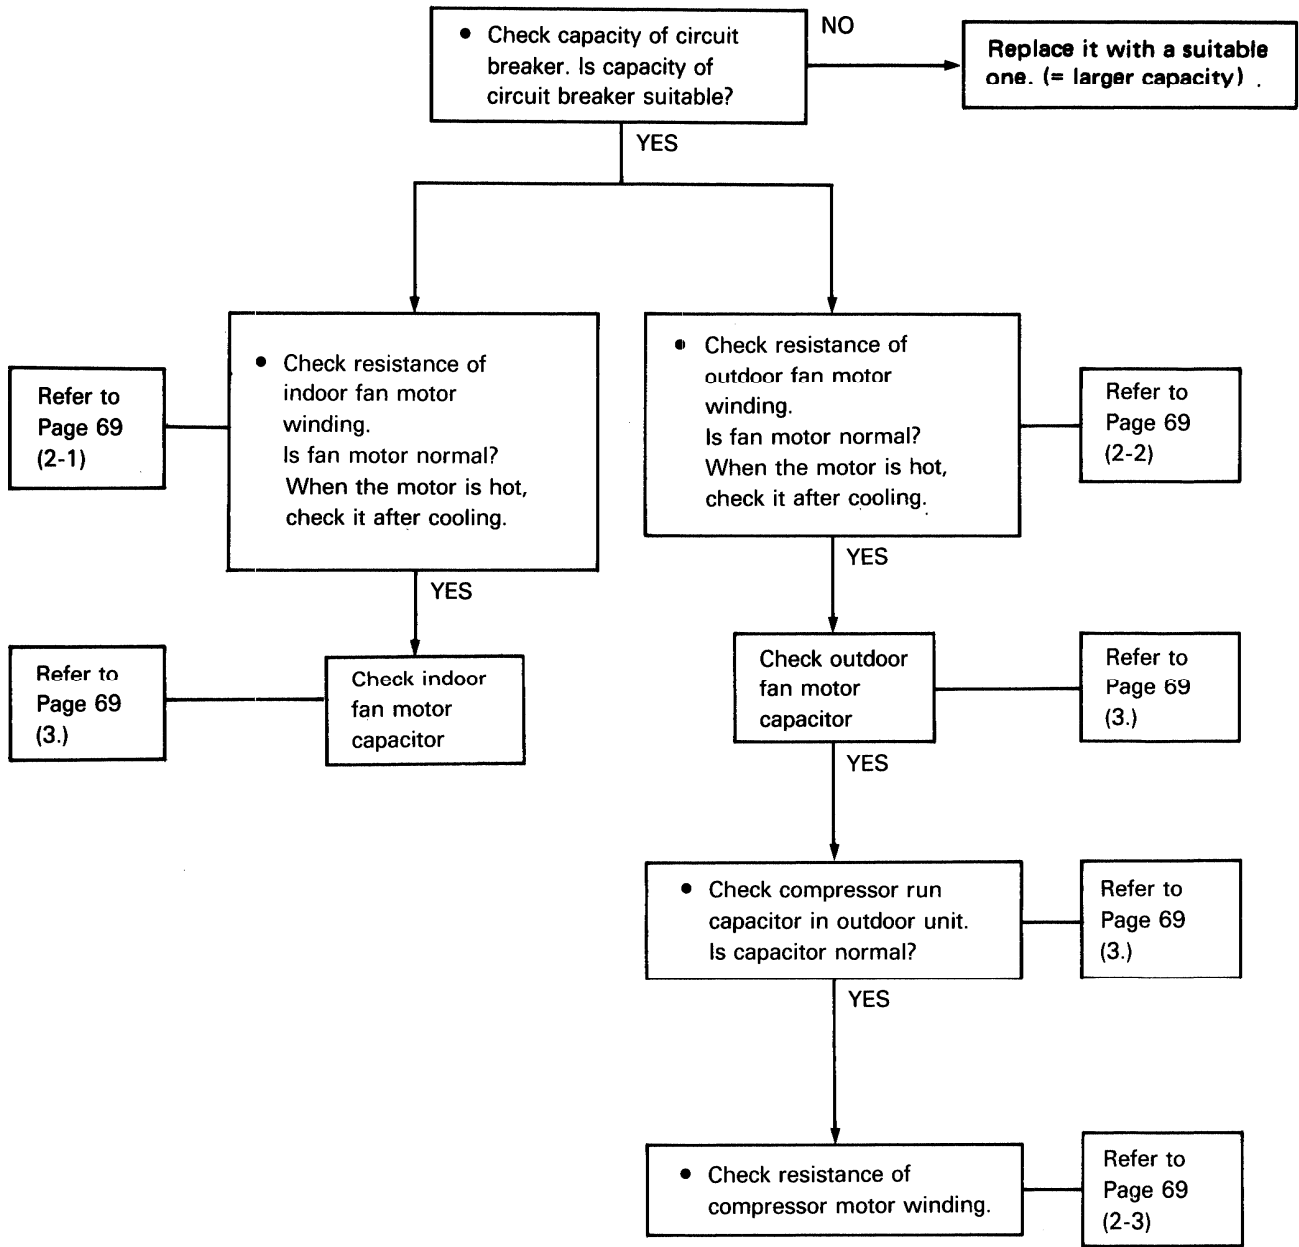 • Check capacity of circuit
breaker. Is capacity of
circuit breaker suitable?
NO
Replace it with a suitable
one. (= larger capacity) .
YES
Refer to
Page 69
(2-1)
• Check resistance of
indoor fan motor
winding.
Is fan motor normal?
When the motor is hot,
check it after cooling.
• Check resistance of
outdoor fan motor
winding.
Is fan motor normal?
When the motor is hot,
check it after cooling.
Refer to
Page 69
(2-2)
YES
YES
Refer to
Page 69
(3.)
Check indoor
fan motor
capacitor
Check outdoor
fan motor
capacitor
Refer to
Page 69
(3.)
YES
• Check compressor run
capacitor in outdoor unit.
Is capacitor normal?
Refer to
Page 69
(3.)
YES
• Check resistance of
compressor motor winding.
Refer to
Page 69
(2-3)